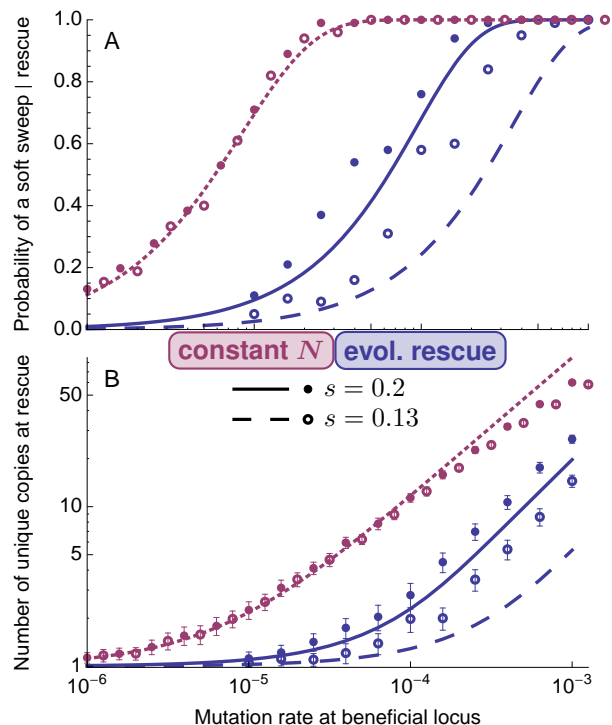 A
Probability of a soft sweep | rescue
1.0
0.8
0.6
0.4
0.2
0.0
constant N
evol. rescue
B
s = 0.2
s = 0.13
Number of unique copies at rescue
50
10
5
1
10⁻⁶
10⁻⁵
10⁻⁴
10⁻³
Mutation rate at beneficial locus